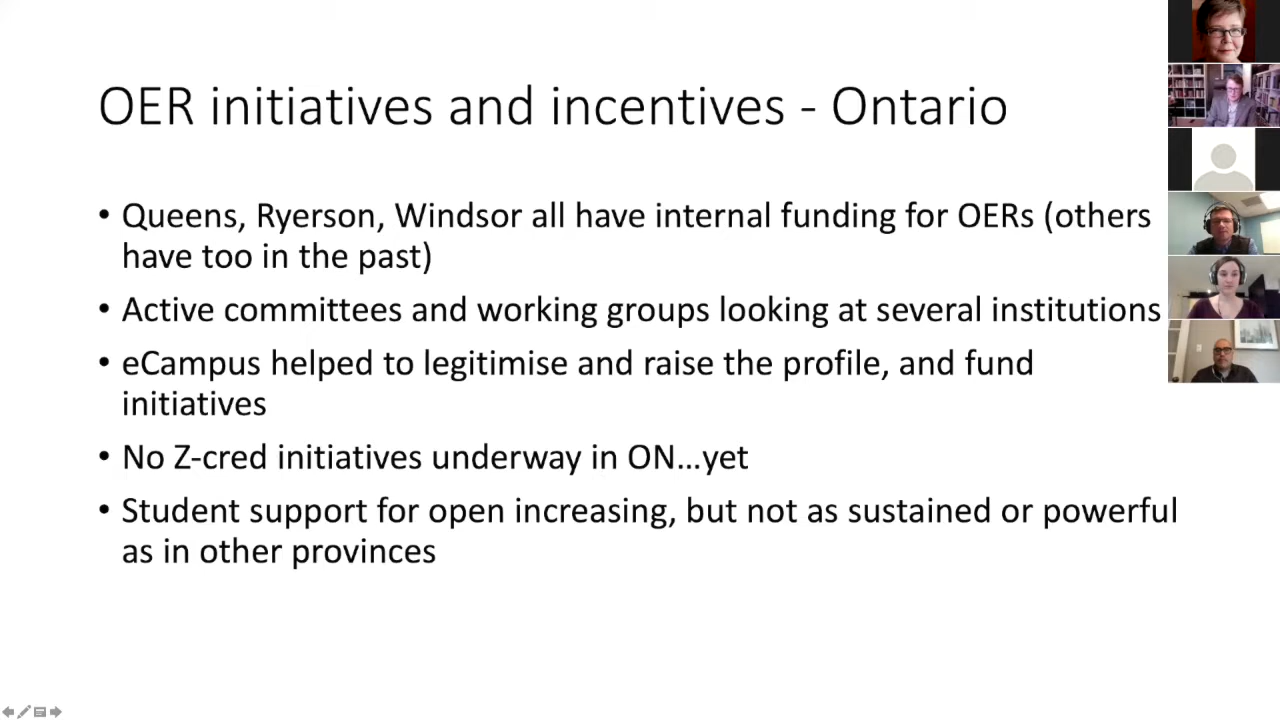 OER initiatives and incentives - Ontario
• Queens, Ryerson, Windsor all have internal funding for OERs (others
have too in the past)
• Active committees and working groups looking at several institutions
• eCampus helped to legitimise and raise the profile, and fund
initiatives
• No Z-cred initiatives underway in ON…yet
• Student support for open increasing, but not as sustained or powerful
as in other provinces